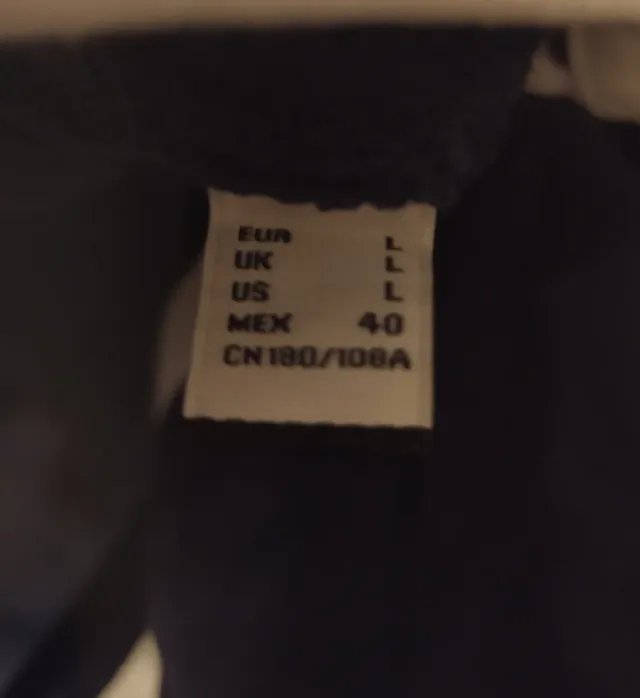 EUR L
UK L
US L
MEX 40
CN180/108A